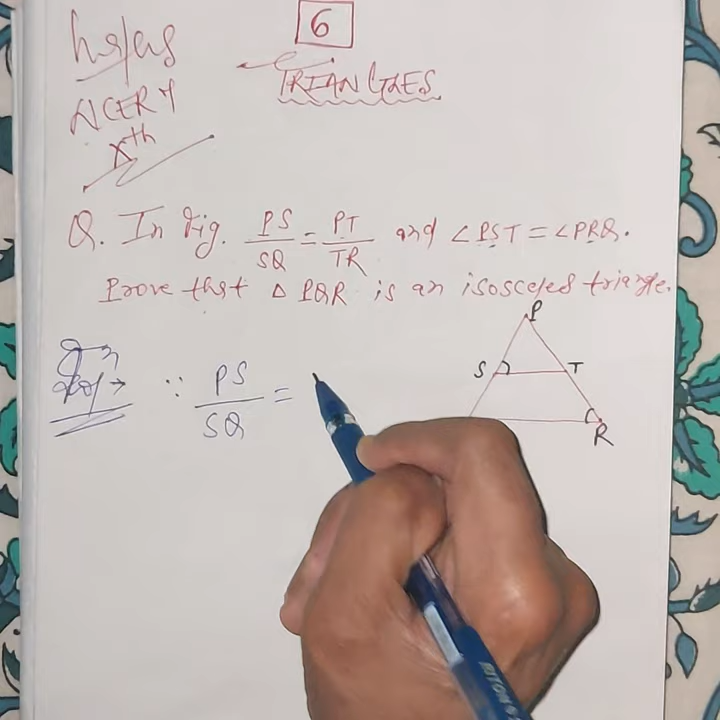 6
TRIANGLES
NCERT
Xth
Q. In Fig. PS/SQ = PT/TR and ∠PST = ∠PRQ.
Prove that △ PQR is an isosceles triangle.
P
S T
R
∵ PS/SQ =